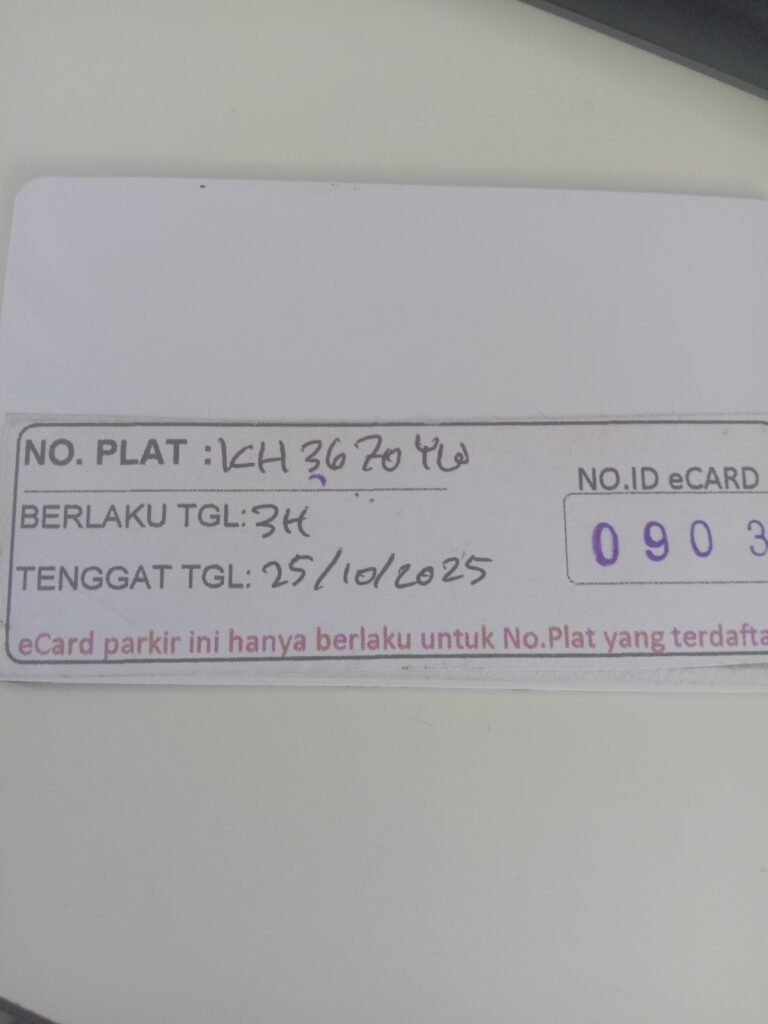 NO. PLAT : KH 3670 YW
NO.ID eCARD
BERLAKU TGL: 3H
0903
TENGGAT TGL: 25/10/2025
eCard parkir ini hanya berlaku untuk No.Plat yang terdafta